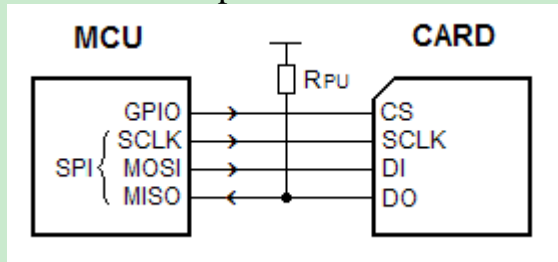 MCU
CARD
RPU
GPIO
CS
SPI
SCLK
SCLK
MOSI
DI
MISO
DO